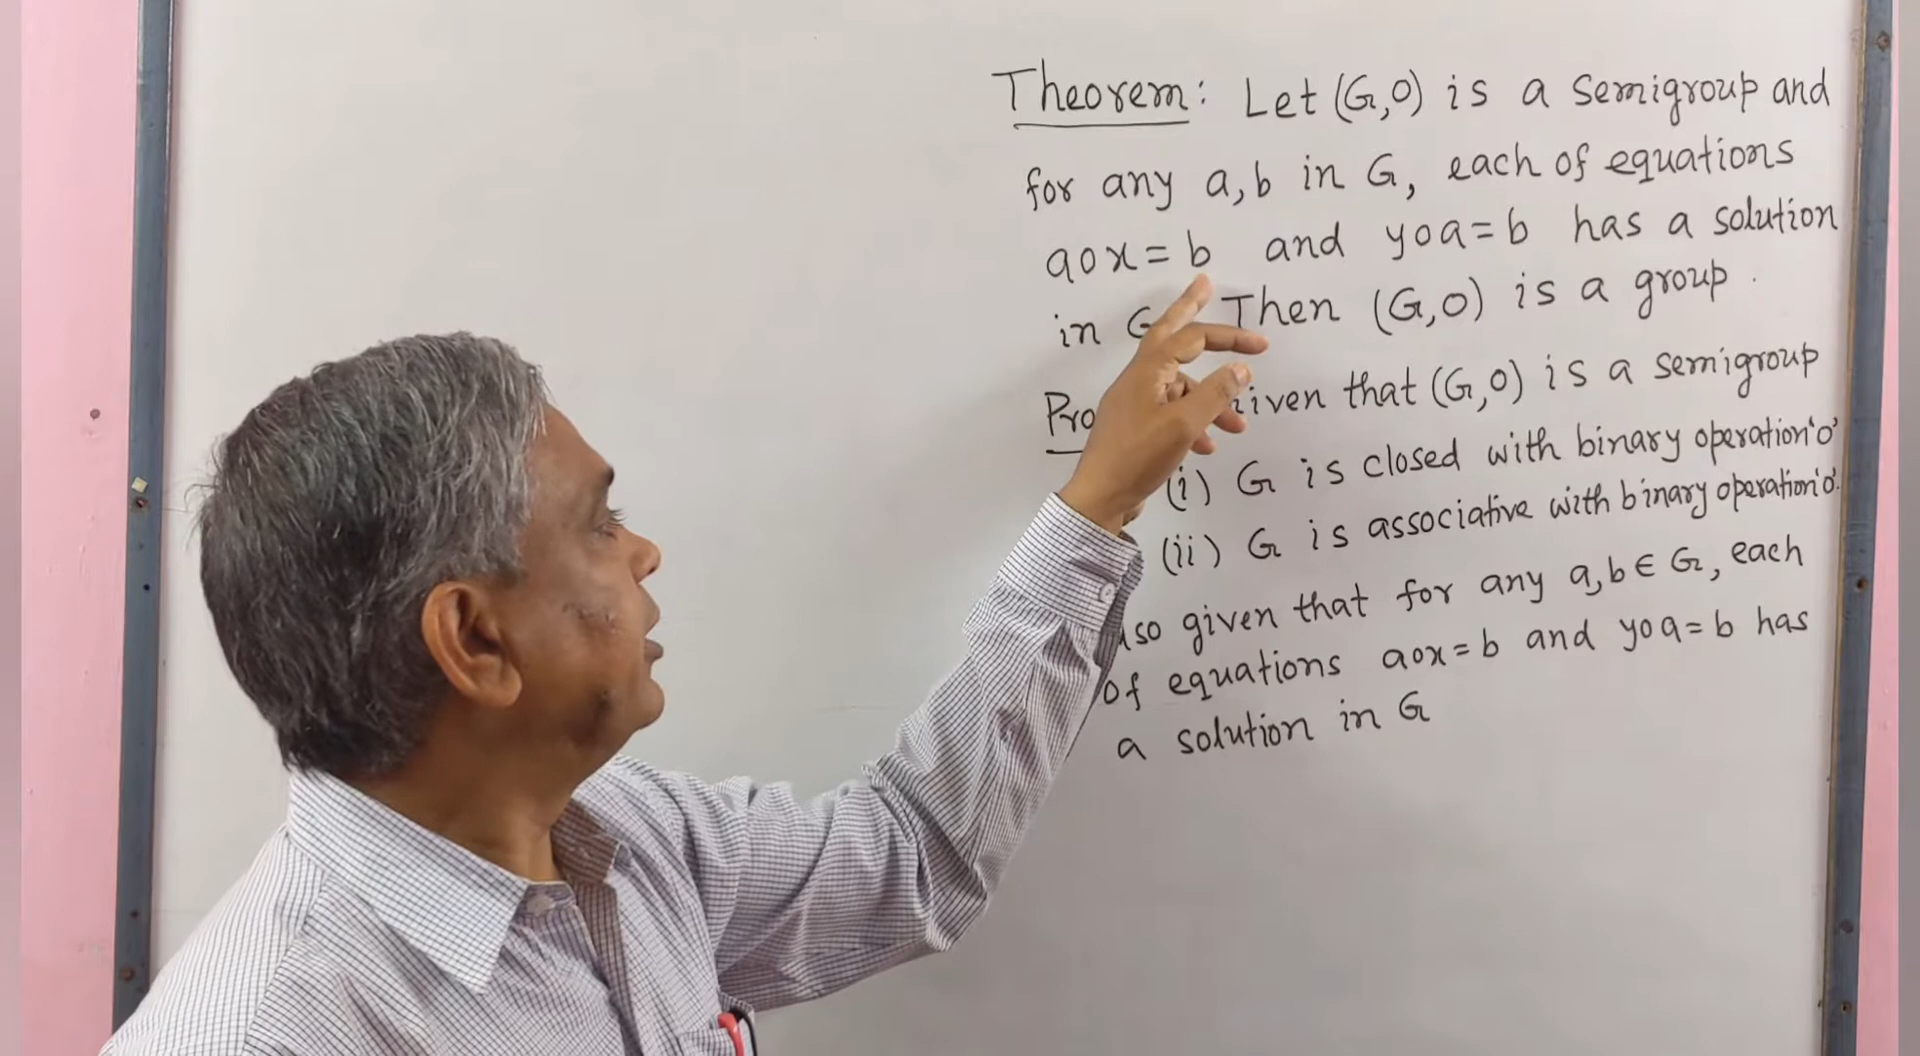 Theorem: Let (G,o) is a semigroup and
for any a,b in G, each of equations
aox=b and yoa=b has a solution
in G. Then (G,o) is a group.
given that (G,o) is a semigroup
(i) G is closed with binary operation 'o'
(ii) G is associative with binary operation 'o'.
given that for any a,b∈G, each
of equations aox=b and yoa=b has
a solution in G